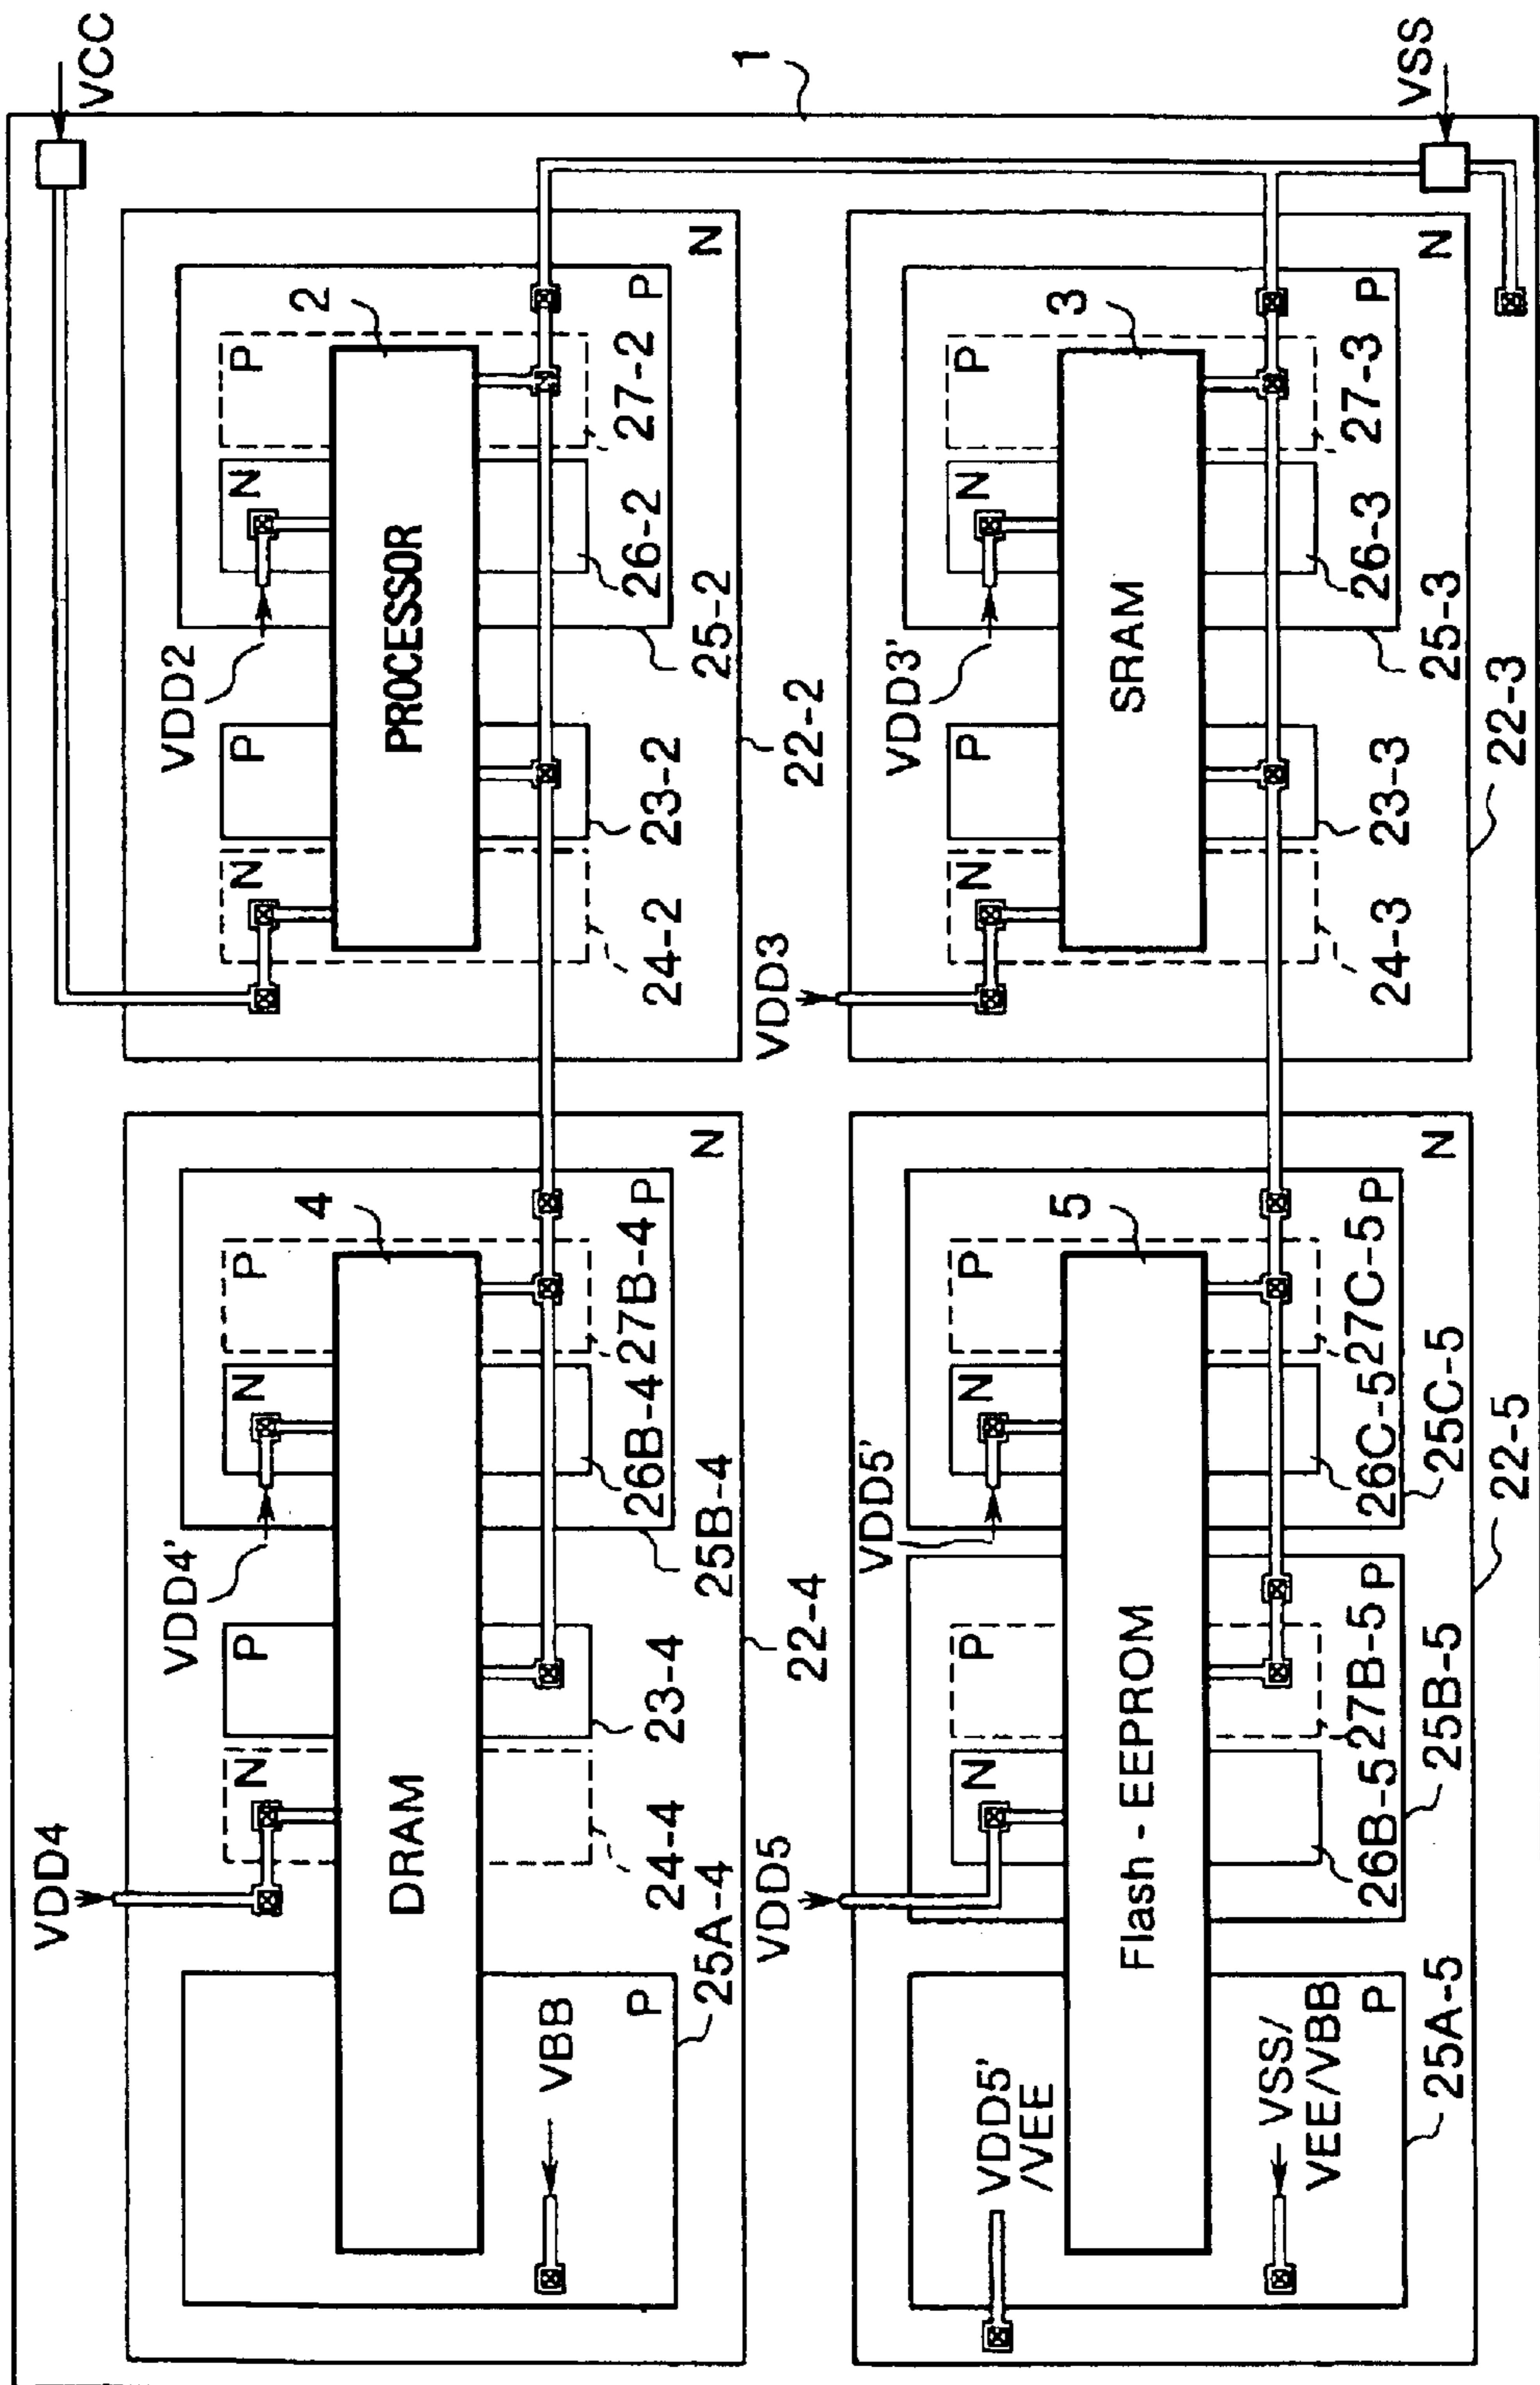 VCC
1
VSS
2
P
N
VDD2
PROCESSOR
P
N
P
N
27-2
26-2
25-2
23-2
24-2
22-2
3
P
N
VDD3'
SRAM
P
N
P
N
27-3
26-3
25-3
23-3
24-3
22-3
VDD3
4
P
N
VDD4'
DRAM
P
N
P
N
27B-4
26B-4
25B-4
23-4
24-4
22-4
VDD4
VBB
P
25A-4
5
P
N
VDD5'
Flash - EEPROM
P
N
P
N
P
27C-5
26C-5
25C-5
27B-5
26B-5
25B-5
22-5
VDD5
VDD5'
/VEE
VSS/
VEE/VBB
P
25A-5